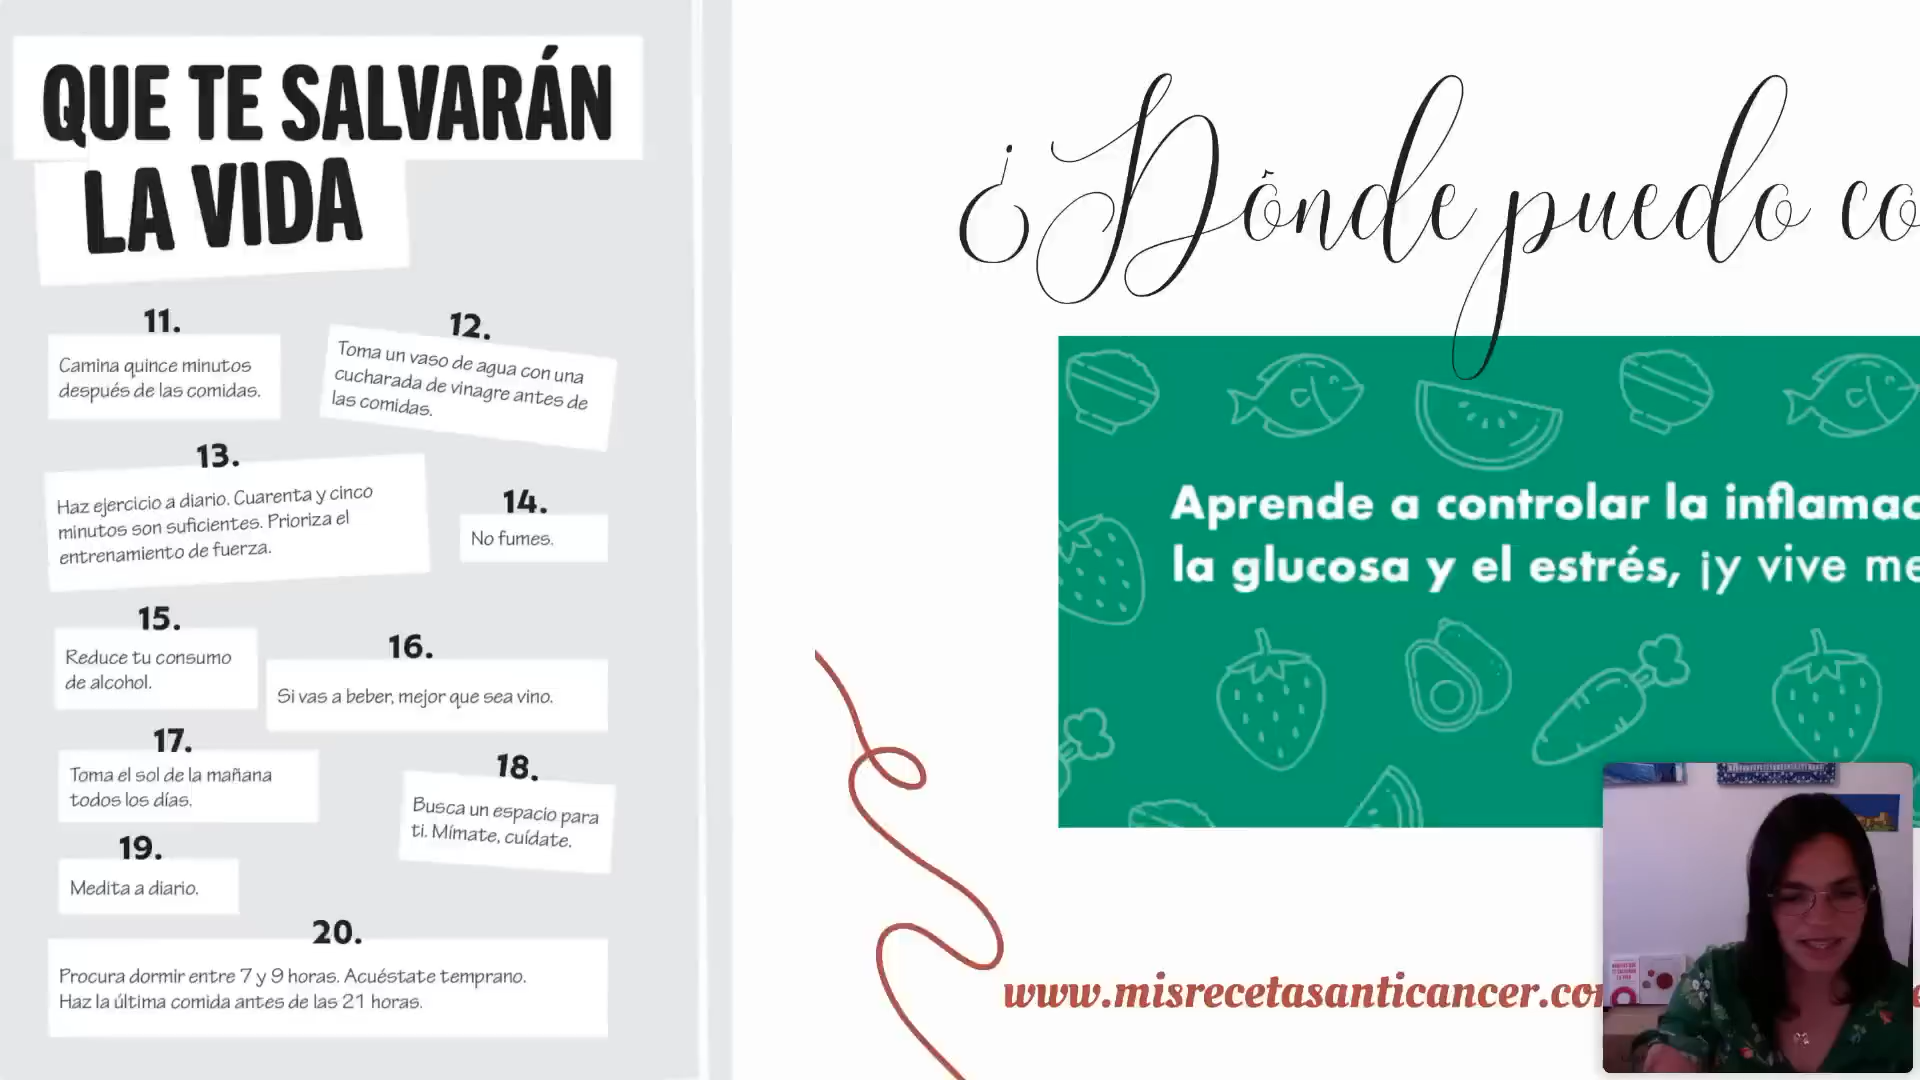 QUE TE SALVARÁN
LA VIDA
11.
Camina quince minutos
después de las comidas.
12.
Toma un vaso de agua con una
cucharada de vinagre antes de
las comidas.
13.
Haz ejercicio a diario. Cuarenta y cinco
minutos son suficientes. Prioriza el
entrenamiento de fuerza.
14.
No fumes.
15.
Reduce tu consumo
de alcohol.
16.
Si vas a beber, mejor que sea vino.
17.
Toma el sol de la mañana
todos los días.
18.
Busca un espacio para
ti. Mímate, cuídate.
19.
Medita a diario.
20.
Procura dormir entre 7 y 9 horas. Acuéstate temprano.
Haz la última comida antes de las 21 horas.
¿Dónde puedo co
Aprende a controlar la inflamac
la glucosa y el estrés, ¡y vive me
www.misrecetasanticancer.co